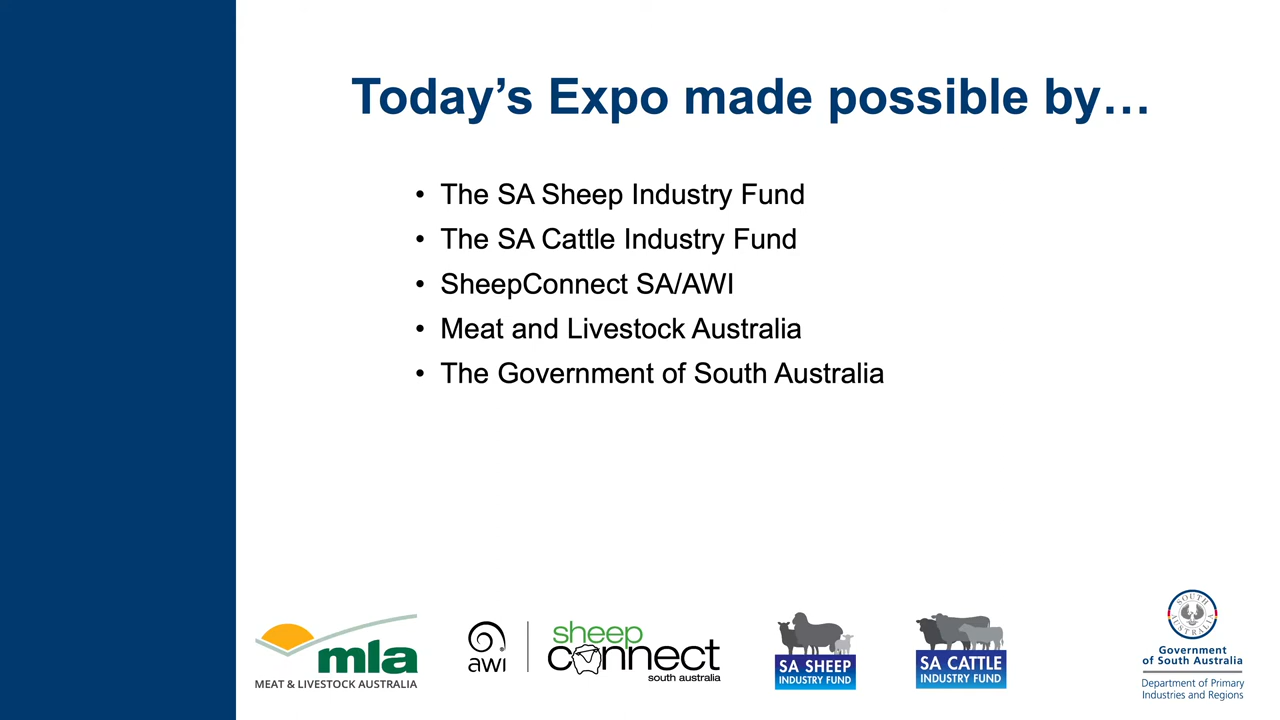 Today’s Expo made possible by…
• The SA Sheep Industry Fund
• The SA Cattle Industry Fund
• SheepConnect SA/AWI
• Meat and Livestock Australia
• The Government of South Australia
mla
MEAT & LIVESTOCK AUSTRALIA
AWI
sheep
connect
south australia
SA SHEEP
INDUSTRY FUND
SA CATTLE
INDUSTRY FUND
SOUTH
AUSTRALIA
Government
of South Australia
Department of Primary
Industries and Regions